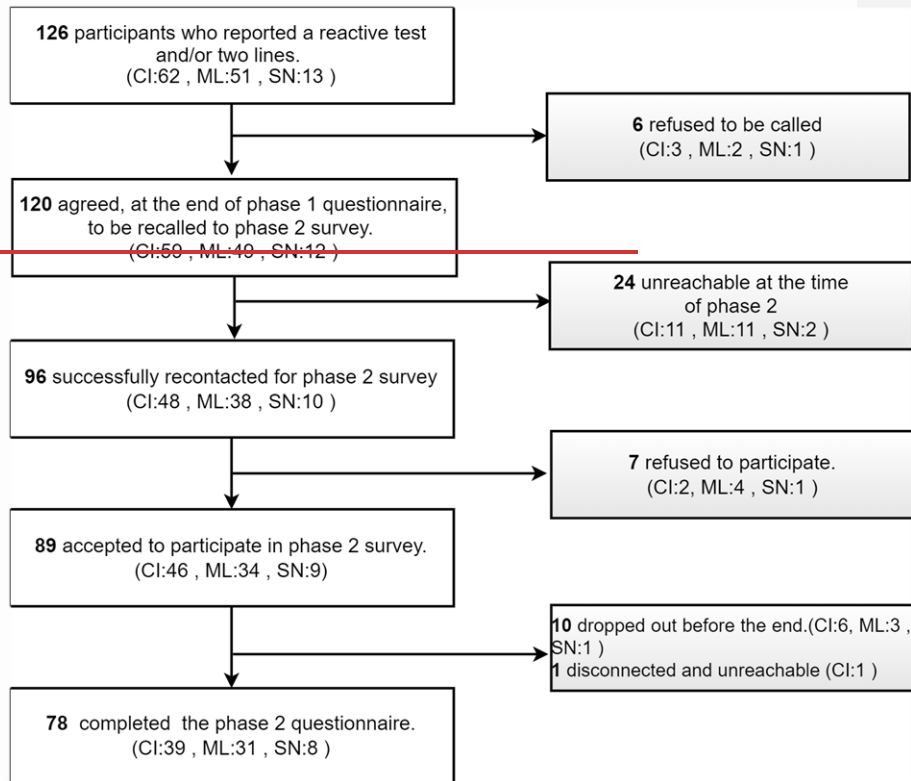 126 participants who reported a reactive test
and/or two lines.
(CI:62 , ML:51 , SN:13 )
6 refused to be called
(CI:3 , ML:2 , SN:1 )
120 agreed, at the end of phase 1 questionnaire,
to be recalled to phase 2 survey.
(CI:59 , ML:49 , SN:12 )
24 unreachable at the time
of phase 2
(CI:11 , ML:11 , SN:2 )
96 successfully recontacted for phase 2 survey
(CI:48 , ML:38 , SN:10 )
7 refused to participate.
(CI:2, ML:4 , SN:1 )
89 accepted to participate in phase 2 survey.
(CI:46 , ML:34 , SN:9)
10 dropped out before the end.(CI:6, ML:3 ,
SN:1 )
1 disconnected and unreachable (CI:1 )
78 completed the phase 2 questionnaire.
(CI:39 , ML:31 , SN:8 )